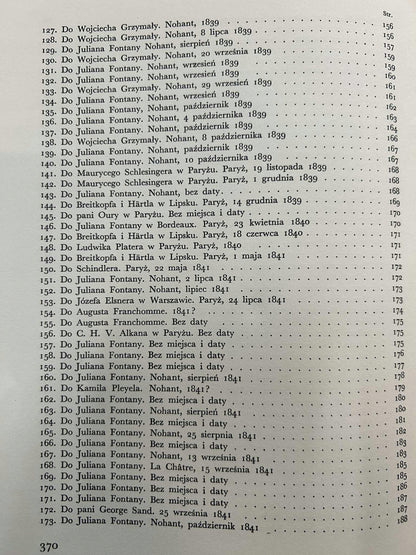 Str.
127. Do Wojciecha Grzymały. Nohant, 1839 156
128. Do Wojciecha Grzymały. Nohant, 8 lipca 1839 156
129. Do Juliana Fontany Nohant, sierpień 1839 157
130. Do Wojciecha Grzymały. Nohant, 20 września 1839 157
131. Do Juliana Fontany. Nohant, wrzesień 1839 159
132. Do Juliana Fontany. Nohant, wrzesień 1839 160
133. Do Wojciecha Grzymały. Nohant, 29 wrzesień 1839 161
134. Do Juliana Fontany. Nohant, wrzesień 1839 161
135. Do Juliana Fontany. Nohant, październik 1839 162
136. Do Juliana Fontany. Nohant, 4 października 1839 163
137. Do Juliana Fontany. Nohant, październik 1839 164
138. Do Wojciecha Grzymały. Nohant, 8 października 1839 166
139. Do Juliana Fontany. Nohant, październik 1839 167
140. Do Juliana Fontany. Nohant, 10 października 1839 167
141. Do Maurycego Schlesingera w Paryżu. Paryż, 19 listopada 1839 168
142. Do Maurycego Schlesingera w Paryżu. Paryż, 1 grudnia 1839 168
143. Do Juliana Fontany. Nohant, bez daty 168
144. Do Breitkopfa i Härtla w Lipsku. Paryż, 14 grudnia 1839 169
145. Do pani Oury w Paryżu. Bez miejsca i daty 170
146. Do Juliana Fontany w Bordeaux. Paryż, 23 kwietnia 1840 170
147. Do Breitkopfa i Härtla w Lipsku. Paryż, 18 czerwca 1840 171
148. Do Ludwika Platera w Paryżu. Paryż, 1840 171
149. Do Breitkopfa i Härtla w Lipsku. Paryż, 1 maja 1841 171
150. Do Schindlera. Paryż, 22 maja 1841 172
151. Do Juliana Fontany. Nohant, 2 lipca 1841 172
152. Do Juliana Fontany. Nohant, lipiec 1841 173
153. Do Józefa Elsnera w Warszawie. Paryż, 24 lipca 1841 173
154. Do Augusta Franchomme. 1841? 174
155. Do Augusta Franchomme. Bez daty 175
156. Do C. H. V. Alkana w Paryżu. Bez daty 175
157. Do Juliana Fontany. Bez miejsca i daty 175
158. Do Juliana Fontany. Bez miejsca i daty 176
159. Do Juliana Fontany. Bez miejsca i daty 177
160. Do Juliana Fontany. Nohant, sierpień 1841 178
161. Do Kamila Pleyela. Nohant, 1841? 179
162. Do Juliana Fontany. Bez miejsca i daty 180
163. Do Juliana Fontany. Nohant, sierpień 1841 180
164. Do Juliana Fontany. Bez miejsca i daty 181
165. Do Juliana Fontany. Nohant, 25 sierpnia 1841 182
166. Do Juliana Fontany. Bez miejsca i daty 183
167. Do Juliana Fontany. Nohant, 13 września 1841 183
168. Do Juliana Fontany. La Châtre, 15 września 1841 185
169. Do Juliana Fontany. Bez miejsca i daty 185
170. Do Juliana Fontany. Bez miejsca i daty 186
171. Do Juliana Fontany. Bez miejsca i daty 187
172. Do pani George Sand. 25 września 1841 187
173. Do Juliana Fontany. Nohant, październik 1841 188
370